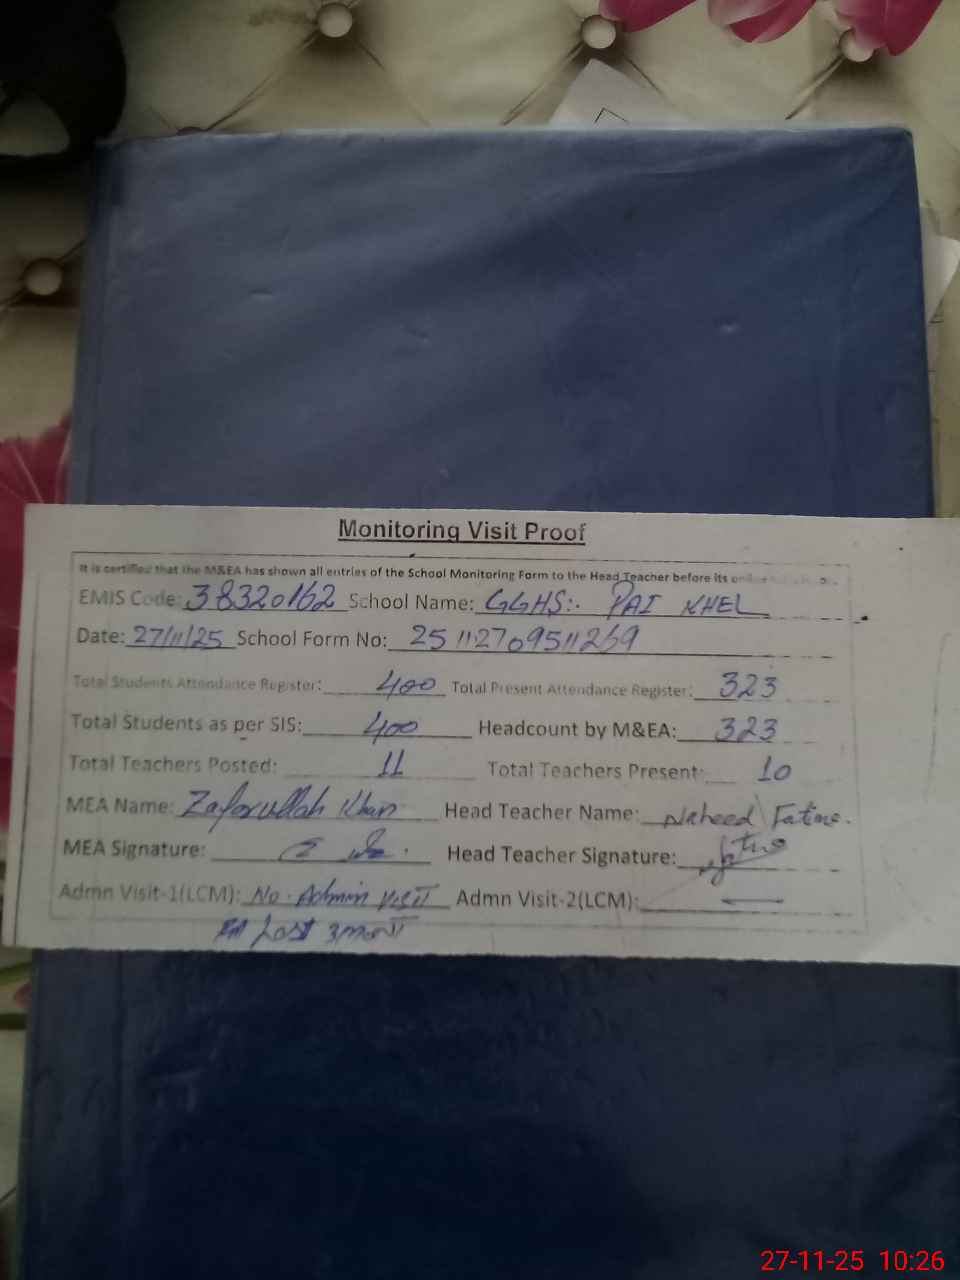 Monitoring Visit Proof
It is certified that the M&EA has shown all entries of the School Monitoring Form to the Head Teacher before its
EMIS Code: 38320162 School Name: GGHS:. PAI KHEL
Date: 27/11/25 School Form No: 25112709511269
Total Students Attendance Register: 400 Total Present Attendance Register: 323
Total Students as per SIS: 400 Headcount by M&EA: 323
Total Teachers Posted: 11 Total Teachers Present: 10
MEA Name: Zafarullah Khan Head Teacher Name: Naheed Fatime.
MEA Signature: Head Teacher Signature:
Admn Visit-1(LCM): No. Admin visit Admn Visit-2(LCM): —
Last 3 mont
27-11-25 10:26